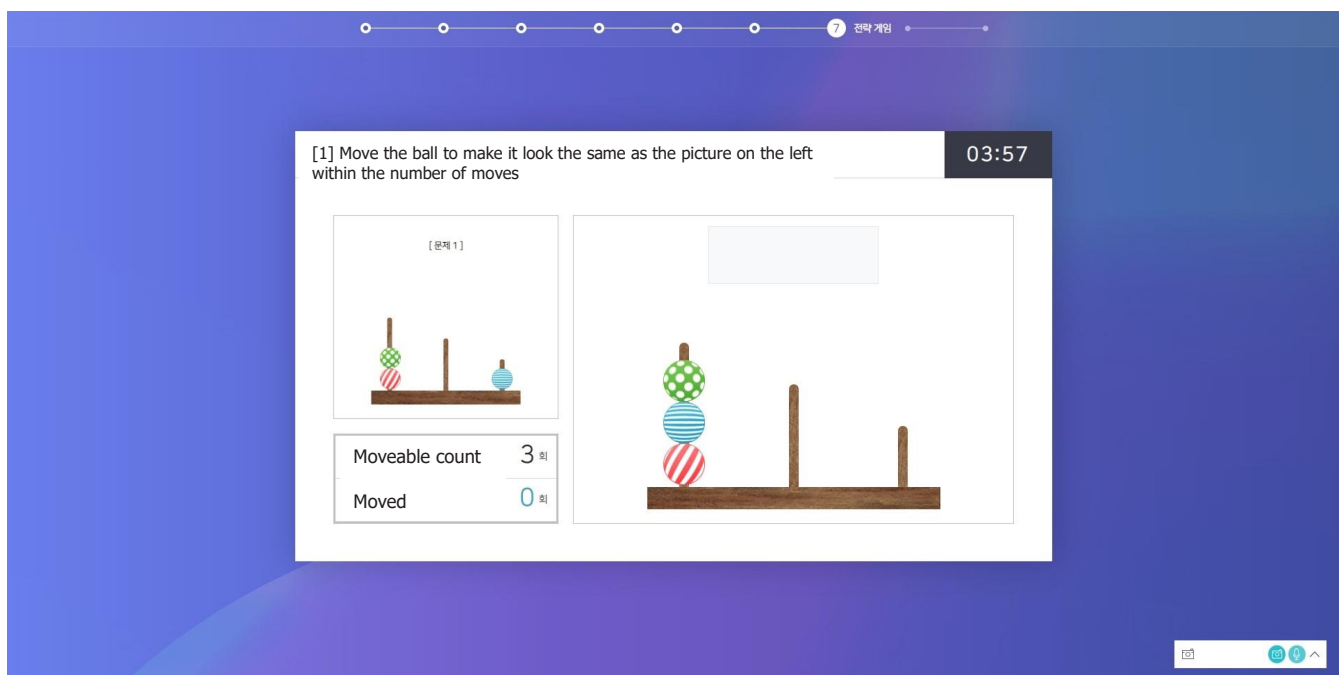 7 전략 게임
[1] Move the ball to make it look the same as the picture on the left
within the number of moves
03:57
[ 문제 1 ]
Moveable count 3 회
Moved 0 회